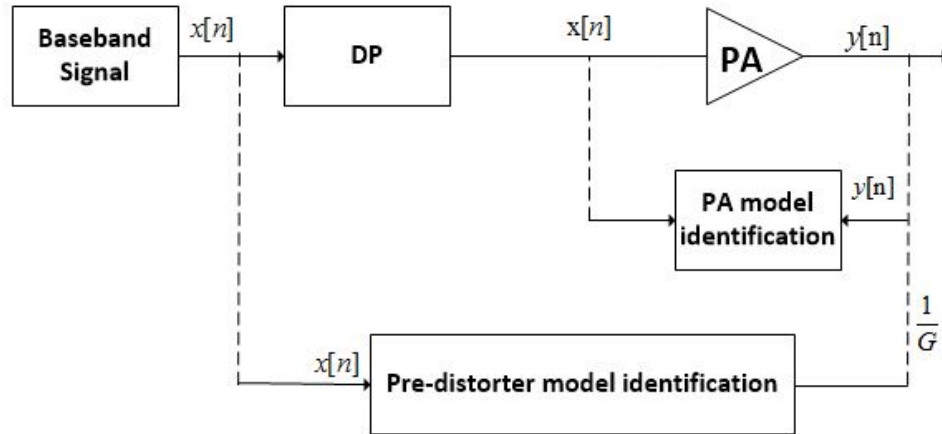 Baseband
Signal
x[n]
DP
x[n]
PA
y[n]
PA model
identification
y[n]
1
G
x[n]
Pre-distorter model identification